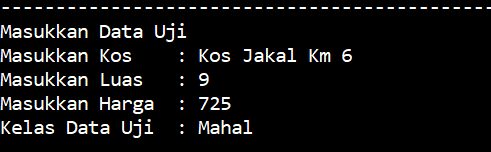 Masukkan Data Uji
Masukkan Kos : Kos Jakal Km 6
Masukkan Luas : 9
Masukkan Harga : 725
Kelas Data Uji : Mahal